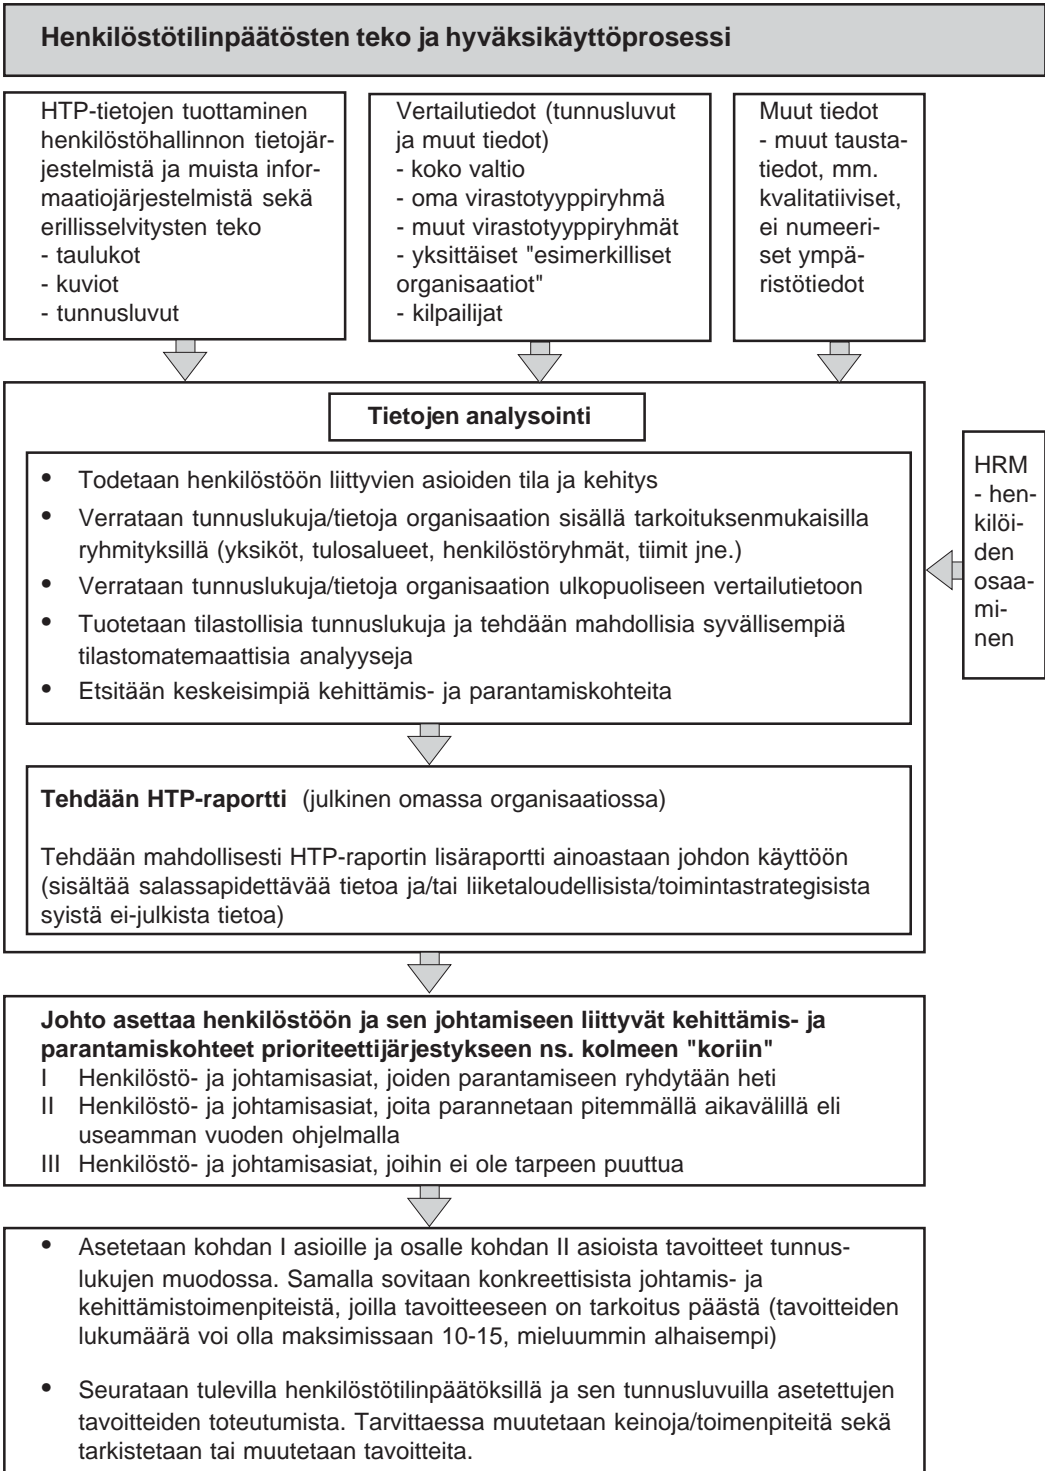 Henkilöstötilinpäätösten teko ja hyväksikäyttöprosessi
HTP-tietojen tuottaminen
henkilöstöhallinnon tietojär-
jestelmistä ja muista infor-
maatiojärjestelmistä sekä
erillisselvitysten teko
- taulukot
- kuviot
- tunnusluvut
Vertailutiedot (tunnusluvut
ja muut tiedot)
- koko valtio
- oma virastotyyppiryhmä
- muut virastotyyppiryhmät
- yksittäiset "esimerkilliset
organisaatiot"
- kilpailijat
Muut tiedot
- muut tausta-
tiedot, mm.
kvalitatiiviset,
ei numeeri-
set ympä-
ristötiedot
Tietojen analysointi
• Todetaan henkilöstöön liittyvien asioiden tila ja kehitys
• Verrataan tunnuslukuja/tietoja organisaation sisällä tarkoituksenmukaisilla
ryhmityksillä (yksiköt, tulosalueet, henkilöstöryhmät, tiimit jne.)
• Verrataan tunnuslukuja/tietoja organisaation ulkopuoliseen vertailutietoon
• Tuotetaan tilastollisia tunnuslukuja ja tehdään mahdollisia syvällisempiä
tilastomatemaattisia analyyseja
• Etsitään keskeisimpiä kehittämis- ja parantamiskohteita
HRM
- hen-
kilöi-
den
osaa-
mi-
nen
Tehdään HTP-raportti (julkinen omassa organisaatiossa)
Tehdään mahdollisesti HTP-raportin lisäraportti ainoastaan johdon käyttöön
(sisältää salassapidettävää tietoa ja/tai liiketaloudellisista/toimintastrategisista
syistä ei-julkista tietoa)
Johto asettaa henkilöstöön ja sen johtamiseen liittyvät kehittämis- ja
parantamiskohteet prioriteettijärjestykseen ns. kolmeen "koriin"
I Henkilöstö- ja johtamisasiat, joiden parantamiseen ryhdytään heti
II Henkilöstö- ja johtamisasiat, joita parannetaan pitemmällä aikavälillä eli
useamman vuoden ohjelmalla
III Henkilöstö- ja johtamisasiat, joihin ei ole tarpeen puuttua
• Asetetaan kohdan I asioille ja osalle kohdan II asioista tavoitteet tunnus-
lukujen muodossa. Samalla sovitaan konkreettisista johtamis- ja
kehittämistoimenpiteistä, joilla tavoitteeseen on tarkoitus päästä (tavoitteiden
lukumäärä voi olla maksimissaan 10-15, mieluummin alhaisempi)
• Seurataan tulevilla henkilöstötilinpäätöksillä ja sen tunnusluvuilla asetettujen
tavoitteiden toteutumista. Tarvittaessa muutetaan keinoja/toimenpiteitä sekä
tarkistetaan tai muutetaan tavoitteita.